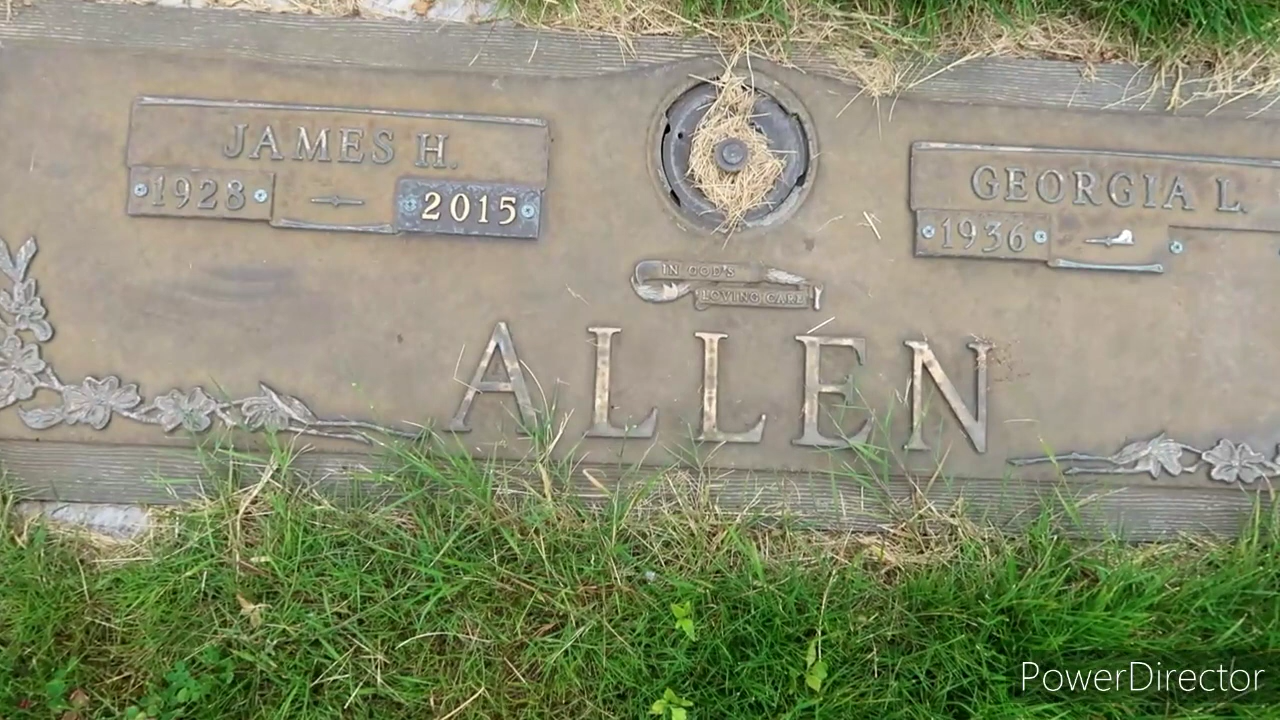 JAMES H.
1928 2015
GEORGIA L.
1936
IN GOD'S
LOVING CARE
ALLEN
PowerDirector